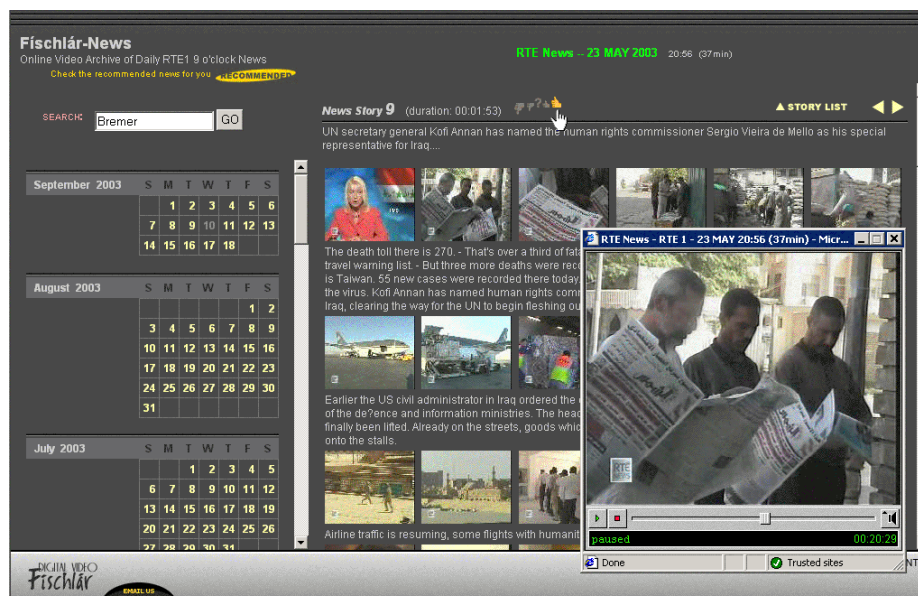 Físchlár-News
Online Video Archive of Daily RTE1 9 o'clock News
Check the recommended news for you RECOMMENDED
RTE News -- 23 MAY 2003 20:56 (37min)
SEARCH: Bremer GO
News Story 9 (duration: 00:01:53)
STORY LIST
UN secretary general Kofi Annan has named the human rights commissioner Sergio Vieira de Mello as his special
representative for Iraq....
September 2003 S M T W T F S
1 2 3 4 5 6
7 8 9 10 11 12 13
14 15 16 17 18
August 2003 S M T W T F S
1 2
3 4 5 6 7 8 9
10 11 12 13 14 15 16
17 18 19 20 21 22 23
24 25 26 27 28 29 30
31
July 2003 S M T W T F S
1 2 3 4 5
6 7 8 9 10 11 12
13 14 15 16 17 18 19
20 21 22 23 24 25 26
27 28 29 30 31
The death toll there is 270. - That's over a third of
travel warning list. - But three more deaths were
is Taiwan. 55 new cases were recorded there today.
the virus. Kofi Annan has named human rights
Iraq, clearing the way for the UN to begin fleshing
Earlier the US civil administrator in Iraq ordered the
of the de?ence and information ministries. The
finally been lifted. Already on the streets, goods
onto the stalls.
Airline traffic is resuming, some flights with
RTE News - RTE 1 - 23 MAY 20:56 (37min) - Micr...
RTE
NEWS
paused 00:20:29
Done Trusted sites
DIGITAL VIDEO
Físchlár
EMAIL US